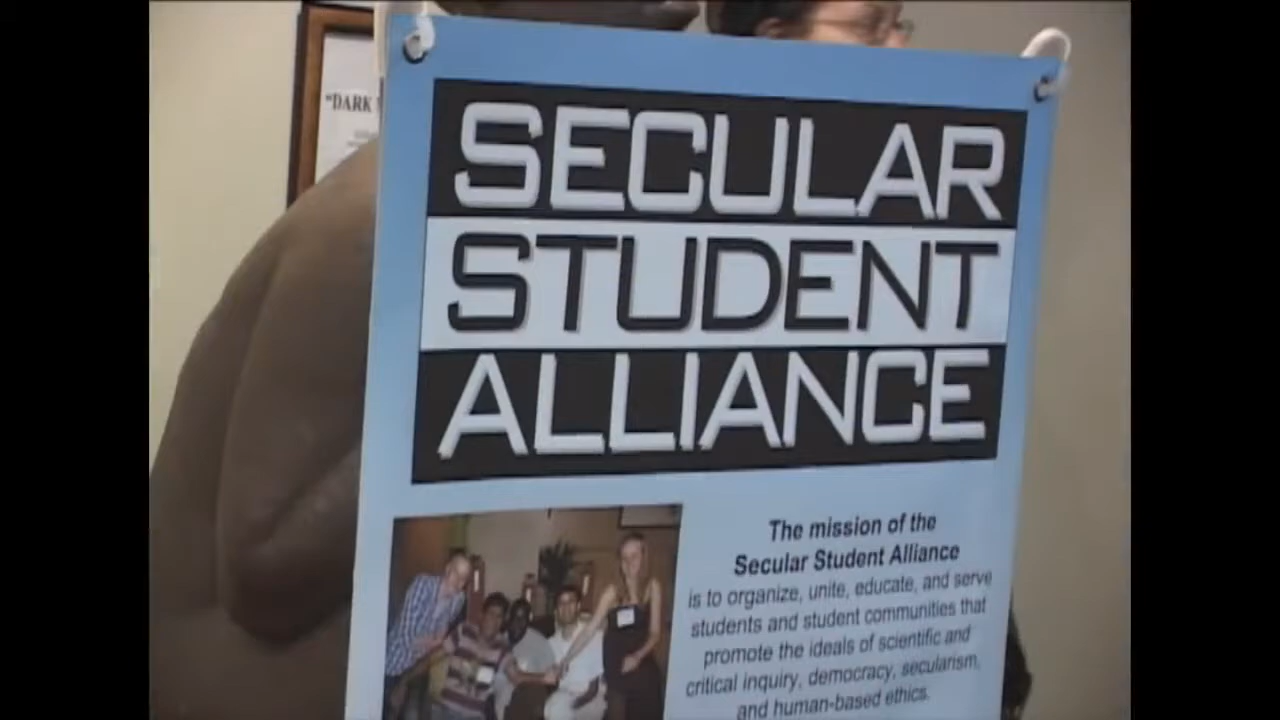 "DARK
SECULAR
STUDENT
ALLIANCE
The mission of the
Secular Student Alliance
is to organize, unite, educate, and serve
students and student communities that
promote the ideals of scientific and
critical inquiry, democracy, secularism,
and human-based ethics.